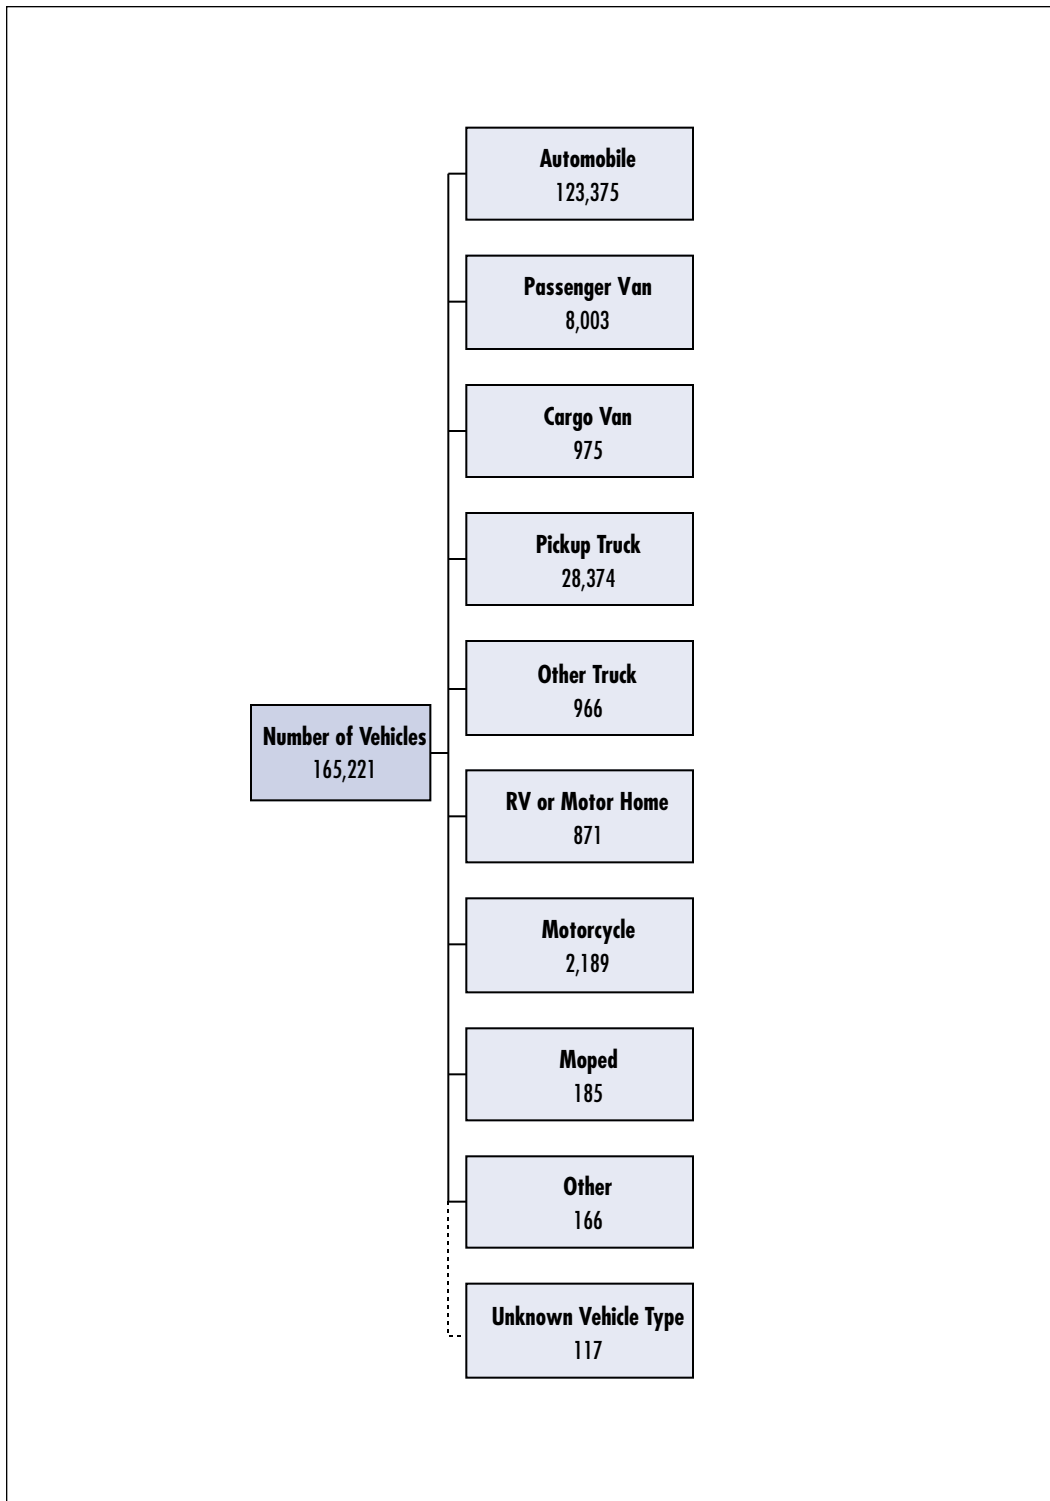 Automobile
123,375
Passenger Van
8,003
Cargo Van
975
Pickup Truck
28,374
Other Truck
966
Number of Vehicles
165,221
RV or Motor Home
871
Motorcycle
2,189
Moped
185
Other
166
Unknown Vehicle Type
117